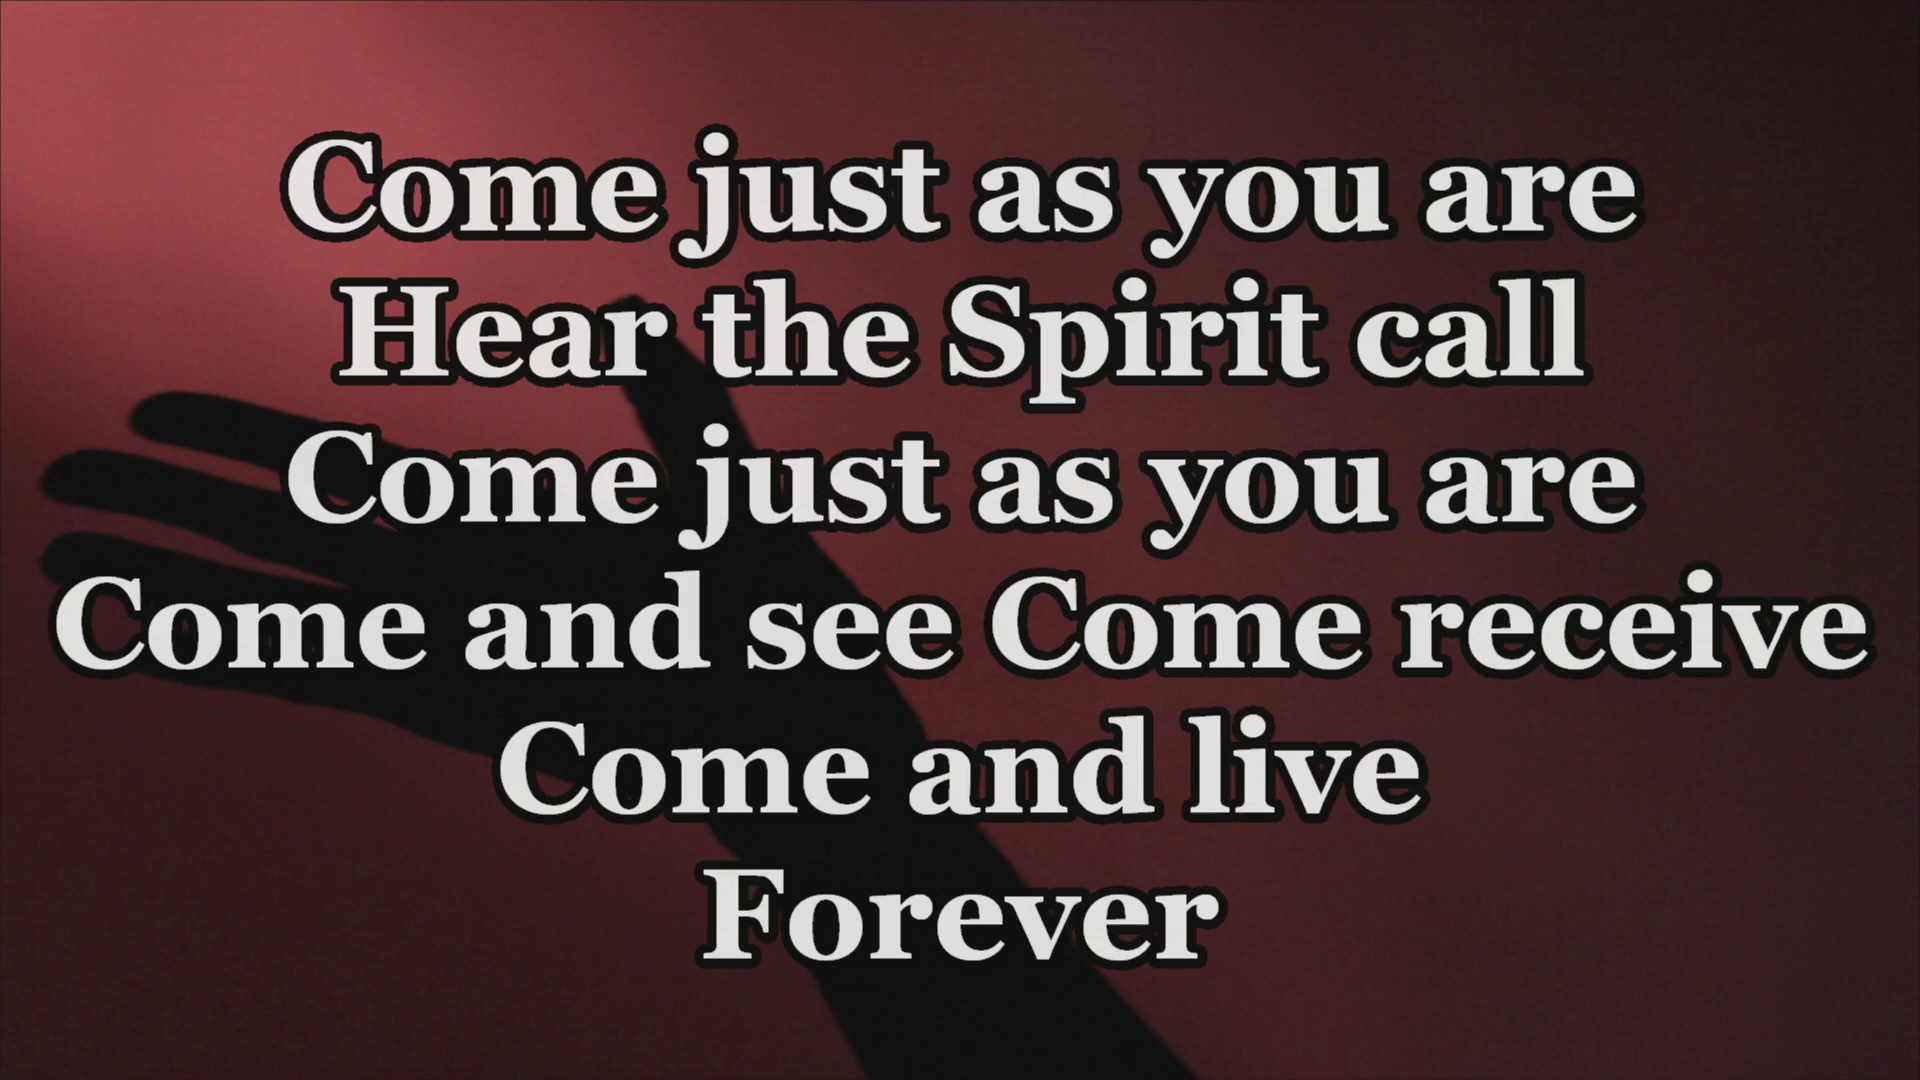 Come just as you are
Hear the Spirit call
Come just as you are
Come and see Come receive
Come and live
Forever